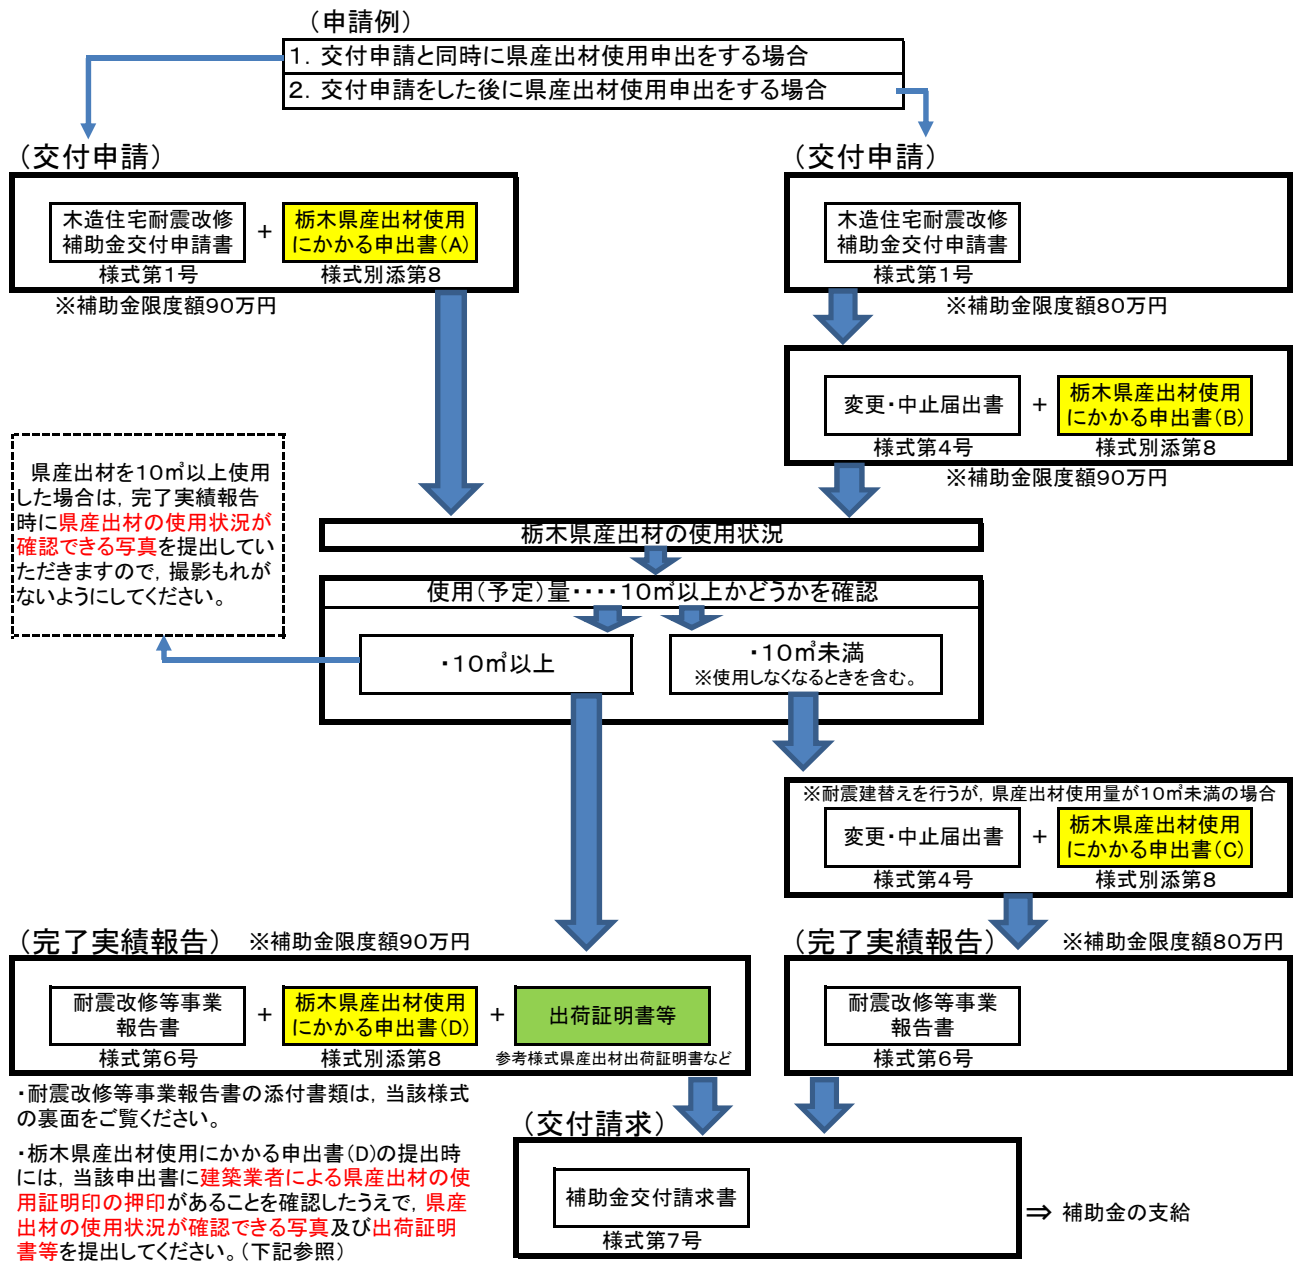 （申請例）
１．交付申請と同時に県産出材使用申出をする場合
２．交付申請をした後に県産出材使用申出をする場合
（交付申請）
木造住宅耐震改修
補助金交付申請書
様式第１号
＋
栃木県産出材使用
にかかる申出書（Ａ）
様式別添第８
※補助金限度額９０万円
（交付申請）
木造住宅耐震改修
補助金交付申請書
様式第１号
※補助金限度額８０万円
変更・中止届出書
様式第４号
＋
栃木県産出材使用
にかかる申出書（Ｂ）
様式別添第８
※補助金限度額９０万円
県産出材を１０㎥以上使用
した場合は，完了実績報告
時に県産出材の使用状況が
確認できる写真を提出してい
ただきますので，撮影もれが
ないようにしてください。
栃木県産出材の使用状況
使用（予定）量・・・・１０㎥以上かどうかを確認
・１０㎥以上
・１０㎥未満
※使用しなくなるときを含む。
※耐震建替えを行うが，県産出材使用量が１０㎥未満の場合
変更・中止届出書
様式第４号
＋
栃木県産出材使用
にかかる申出書（Ｃ）
様式別添第８
（完了実績報告）
※補助金限度額９０万円
耐震改修等事業
報告書
様式第６号
＋
栃木県産出材使用
にかかる申出書（Ｄ）
様式別添第８
＋
出荷証明書等
参考様式県産出材出荷証明書など
（完了実績報告）
※補助金限度額８０万円
耐震改修等事業
報告書
様式第６号
・耐震改修等事業報告書の添付書類は，当該様式
の裏面をご覧ください。
・栃木県産出材使用にかかる申出書（Ｄ）の提出時
には，当該申出書に建築業者による県産出材の使
用証明印の押印があることを確認したうえで，県産
出材の使用状況が確認できる写真及び出荷証明
書等を提出してください。（下記参照）
（交付請求）
補助金交付請求書
様式第７号
⇒ 補助金の支給